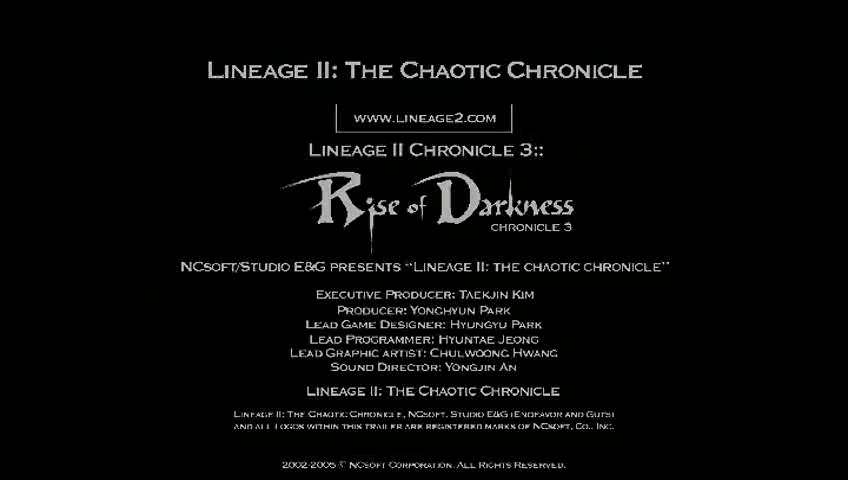 LINEAGE II: THE CHAOTIC CHRONICLE
WWW.LINEAGE2.COM
LINEAGE II CHRONICLE 3::
Rise of Darkness
CHRONICLE 3
NCSOFT/STUDIO E&G PRESENTS "LINEAGE II: THE CHAOTIC CHRONICLE"
EXECUTIVE PRODUCER: TAEKJIN KIM
PRODUCER: YONGHYUN PARK
LEAD GAME DESIGNER: HYUNGYU PARK
LEAD PROGRAMMER: HYUNTAE JEONG
LEAD GRAPHIC ARTIST: CHULWOONG HWANG
SOUND DIRECTOR: YONGJIN AN
LINEAGE II: THE CHAOTIC CHRONICLE
LINEAGE II: THE CHAOTIC CHRONICLE, NCSOFT, STUDIO E&G (ENDEAVOR AND GUTS)
AND ALL LOGOS WITHIN THIS TRAILER ARE REGISTERED MARKS OF NCSOFT, CO., INC.
2002-2005 © NCSOFT CORPORATION. ALL RIGHTS RESERVED.